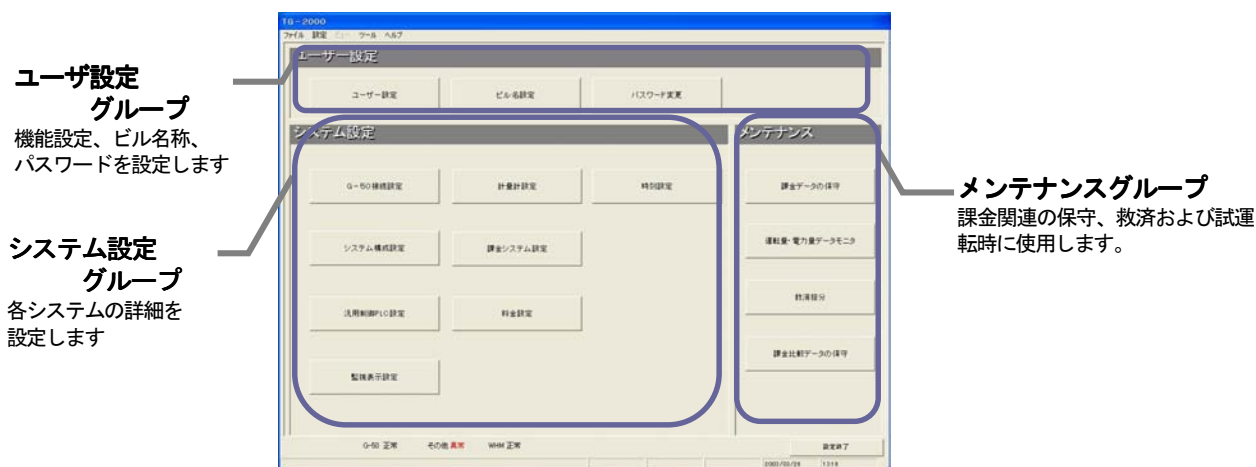 TG-2000
ファイル 設定 ビュー ツール ヘルプ
ユーザー設定
ユーザー設定 ビル名設定 パスワード変更
システム設定
G-50接続設定 計量計設定 時刻設定
システム構成設定 課金システム設定
汎用制御PLC設定 料金設定
監視表示設定
メンテナンス
課金データの保守
運転量・電力量データモニタ
救済按分
課金比較データの保守
G-50 正常 その他 異常 WHM 正常
設定終了
2003/03/28 13:18
ユーザ設定
グループ
機能設定、ビル名称、
パスワードを設定します
システム設定
グループ
各システムの詳細を
設定します
メンテナンスグループ
課金関連の保守、救済および試運
転時に使用します。